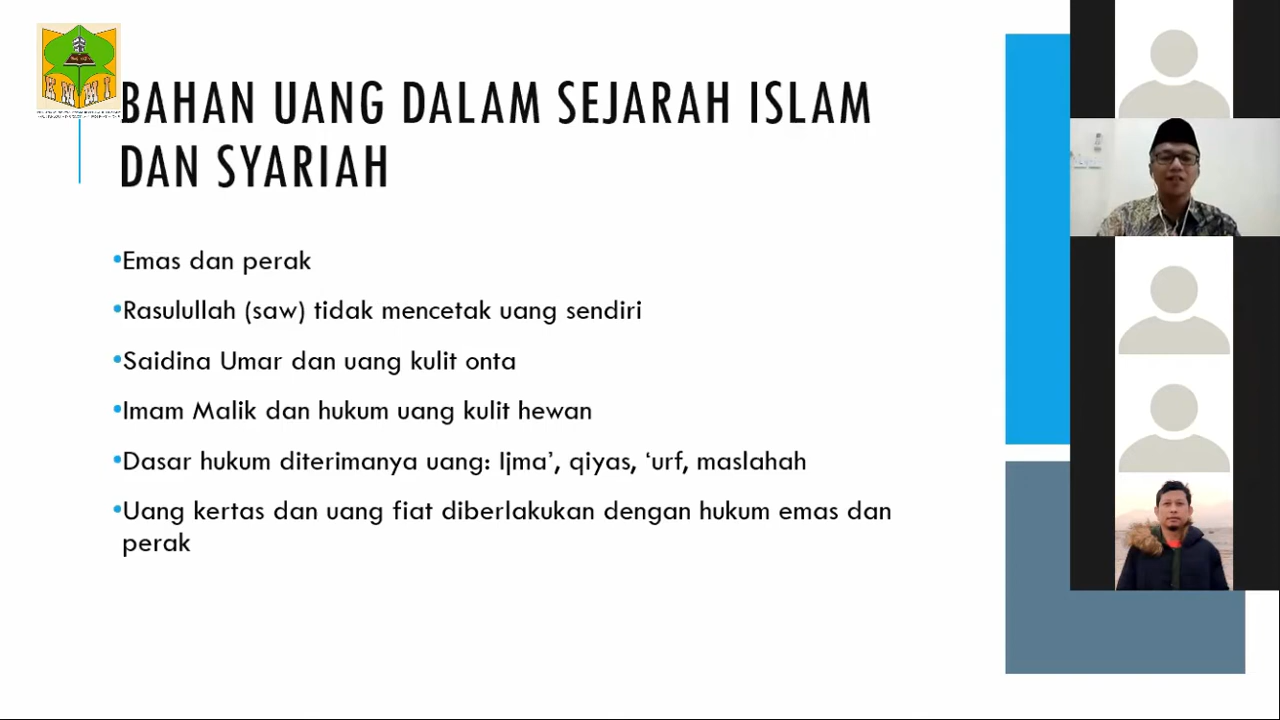 KMMI
BAHAN UANG DALAM SEJARAH ISLAM
DAN SYARIAH
•Emas dan perak
•Rasulullah (saw) tidak mencetak uang sendiri
•Saidina Umar dan uang kulit onta
•Imam Malik dan hukum uang kulit hewan
•Dasar hukum diterimanya uang: Ijma’, qiyas, ‘urf, maslahah
•Uang kertas dan uang fiat diberlakukan dengan hukum emas dan
perak